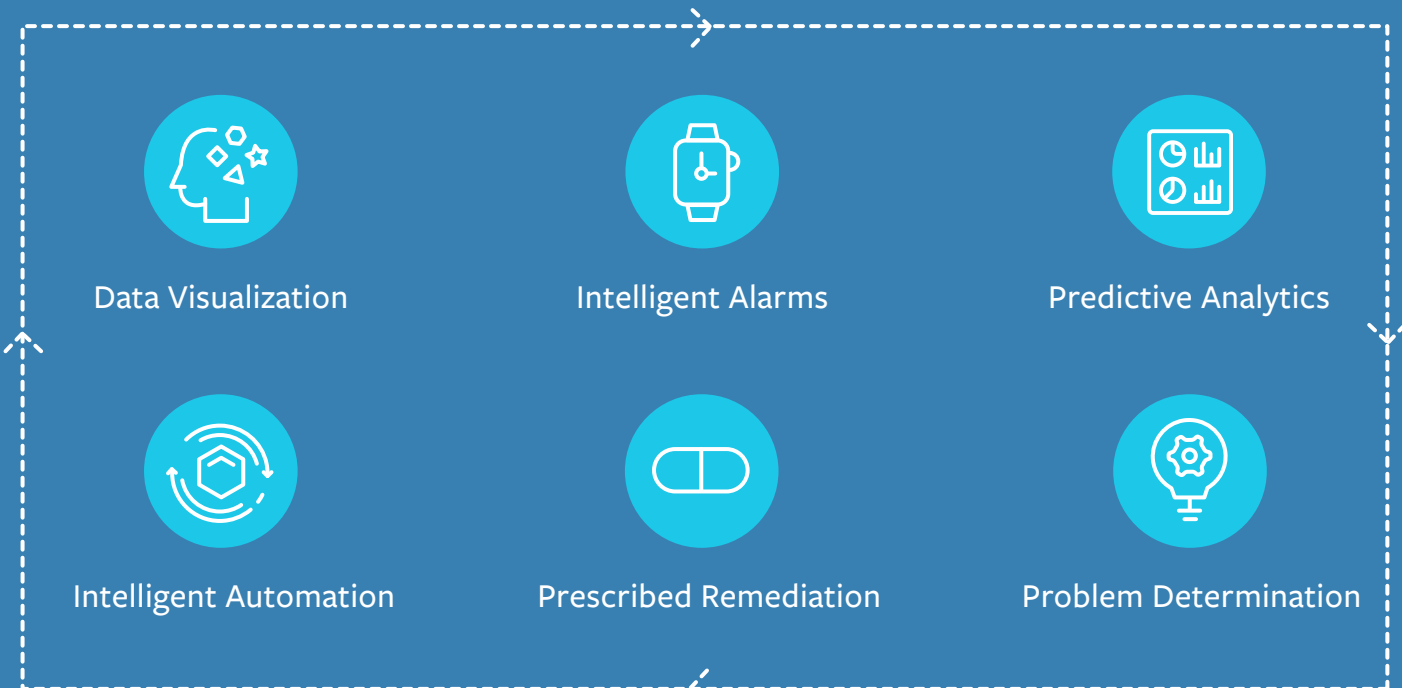 Data Visualization
Intelligent Alarms
Predictive Analytics
Intelligent Automation
Prescribed Remediation
Problem Determination